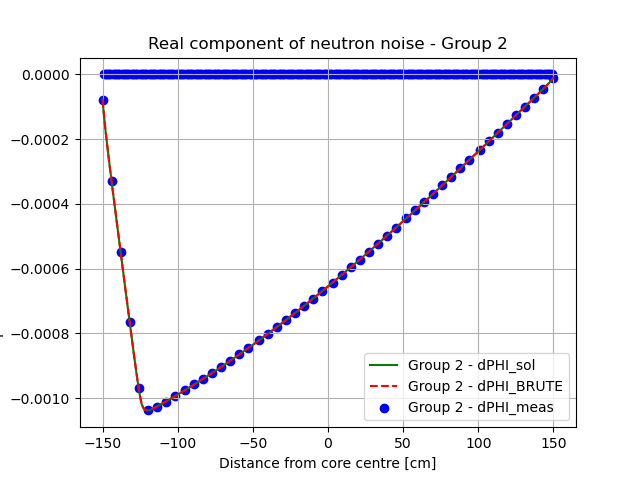 Real component of neutron noise - Group 2
0.0000
−0.0002
−0.0004
−0.0006
−0.0008
−0.0010
−150
−100
−50
0
50
100
150
Distance from core centre [cm]
Group 2 - dPHI_sol
Group 2 - dPHI_BRUTE
Group 2 - dPHI_meas